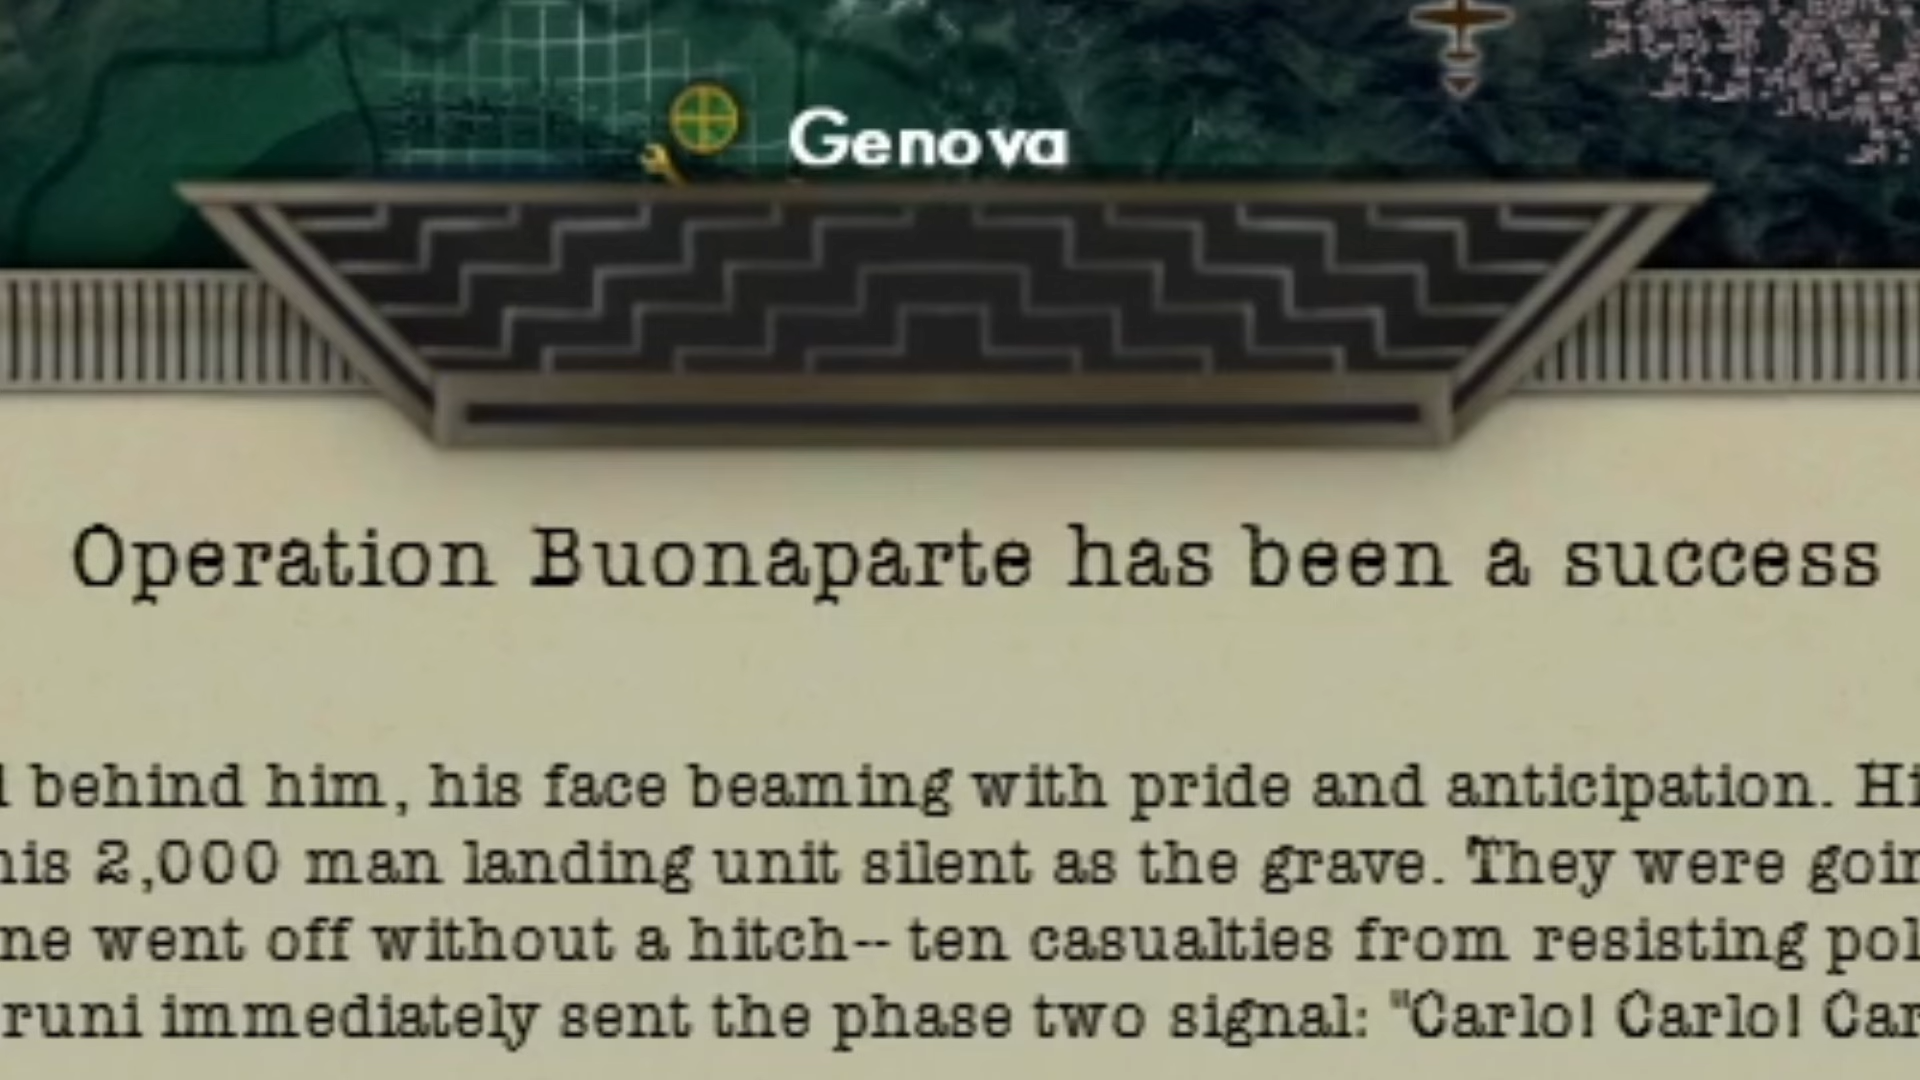 Genova
Operation Buonaparte has been a success
behind him, his face beaming with pride and anticipation.
2,000 man landing unit silent as the grave. They were
went off without a hitch-- ten casualties from resisting
immediately sent the phase two signal: "Carlo! Carlo!